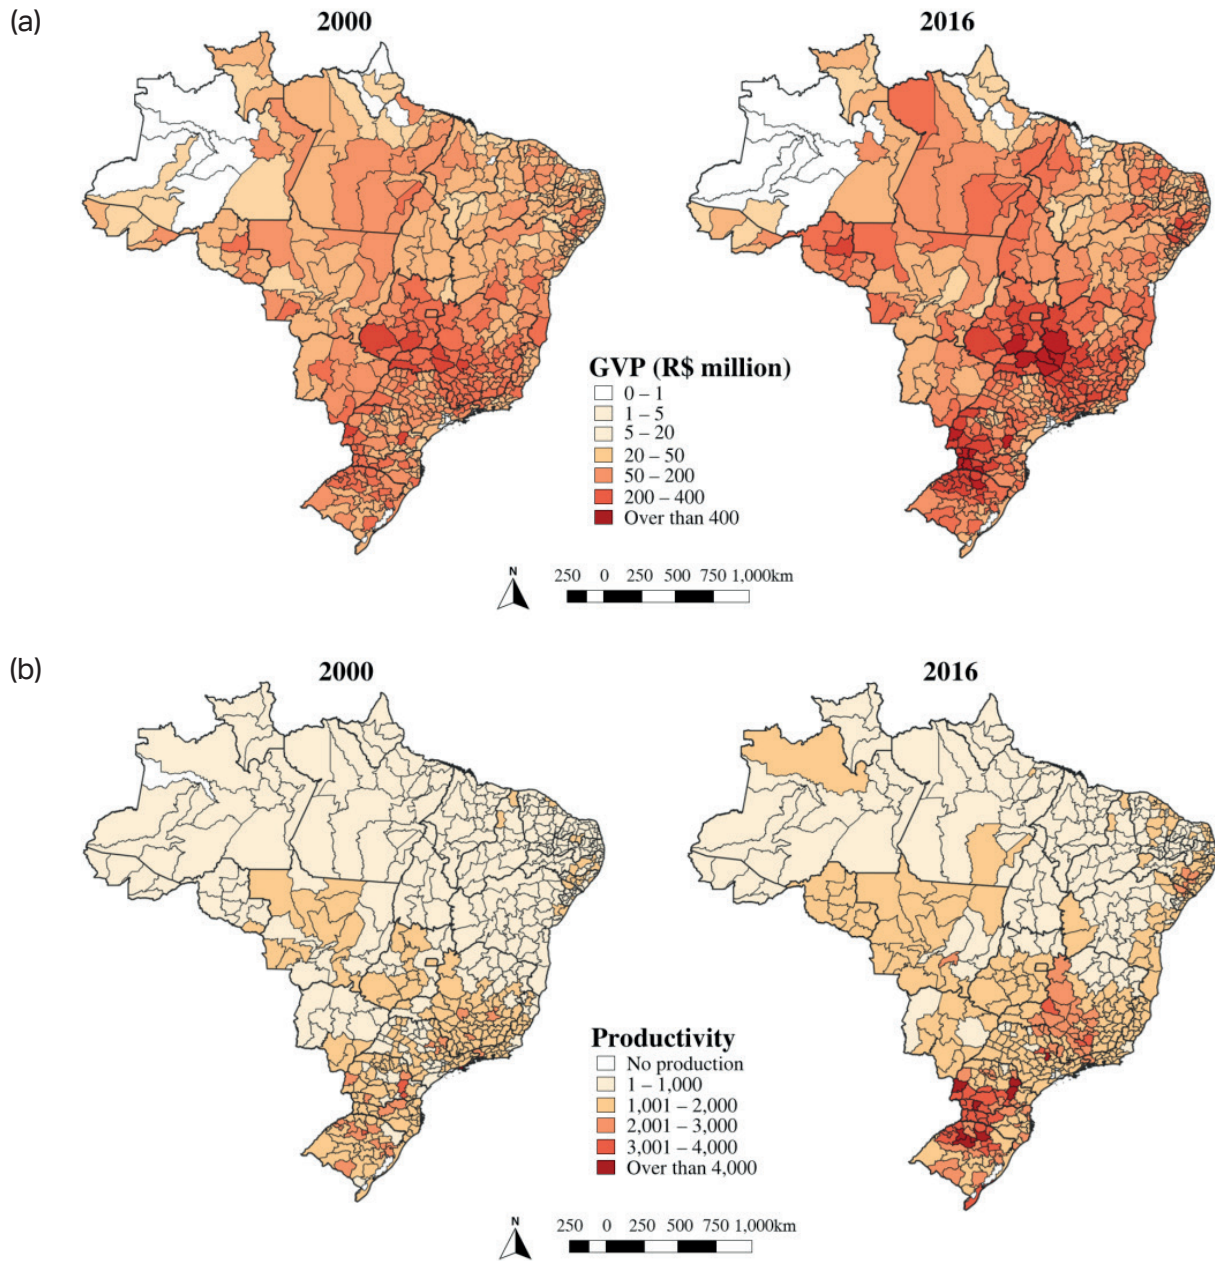 (a)
2000
2016
GVP (R$ million)
0 – 1
1 – 5
5 – 20
20 – 50
50 – 200
200 – 400
Over than 400
N
250 0 250 500 750 1,000km
(b)
2000
2016
Productivity
No production
1 – 1,000
1,001 – 2,000
2,001 – 3,000
3,001 – 4,000
Over than 4,000
N
250 0 250 500 750 1,000km